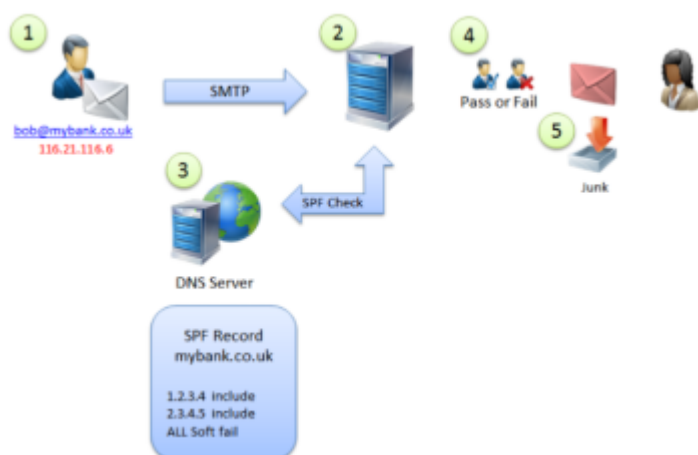 1
bob@mybank.co.uk
116.21.116.6
SMTP
2
3
DNS Server
SPF Check
4
Pass or Fail
5
Junk
SPF Record
mybank.co.uk
1.2.3.4 include
2.3.4.5 include
ALL Soft fail